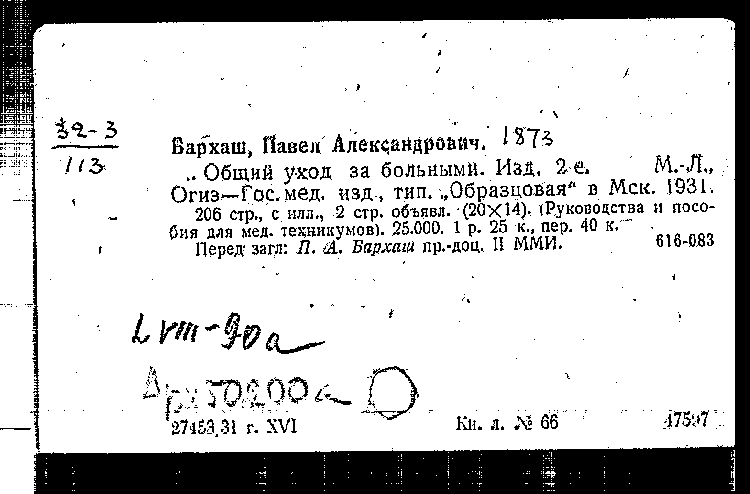 32-3
113
Бархаш, Павел Александрович. 1873
Общий уход за больными. Изд. 2-е. М.-Л.,
Огиз—Гос. мед. изд., тип. „Образцовая“ в Мск. 1931.
206 стр., с илл., 2 стр. объявл. (20×14). (Руководства и посо-
бия для мед. техникумов). 25.000. 1 р. 25 к., пер. 40 к.
Перед загл: П. А. Бархаш пр.-доц. II ММИ. 616-083
L VIII-90а
Ар
27453,31 г. XVI Кн. л. № 66 47597